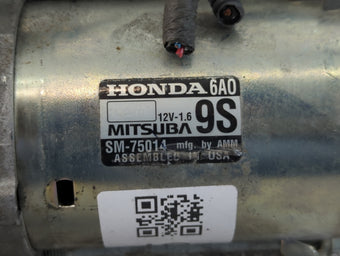 HONDA 6A0
12V-1.6 9S
MITSUBA
SM-75014 mfg. by AMM
ASSEMBLED IN USA